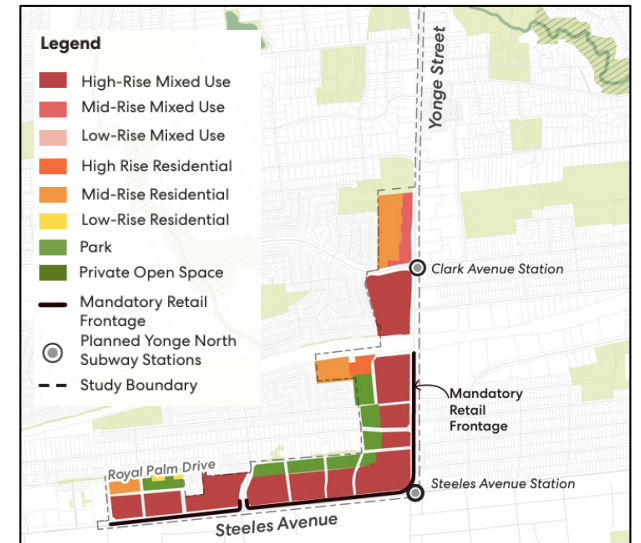 Legend
High-Rise Mixed Use
Mid-Rise Mixed Use
Low-Rise Mixed Use
High Rise Residential
Mid-Rise Residential
Low-Rise Residential
Park
Private Open Space
Mandatory Retail
Frontage
Planned Yonge North
Subway Stations
Study Boundary
Yonge Street
Clark Avenue Station
Mandatory
Retail
Frontage
Royal Palm Drive
Steeles Avenue Station
Steeles Avenue